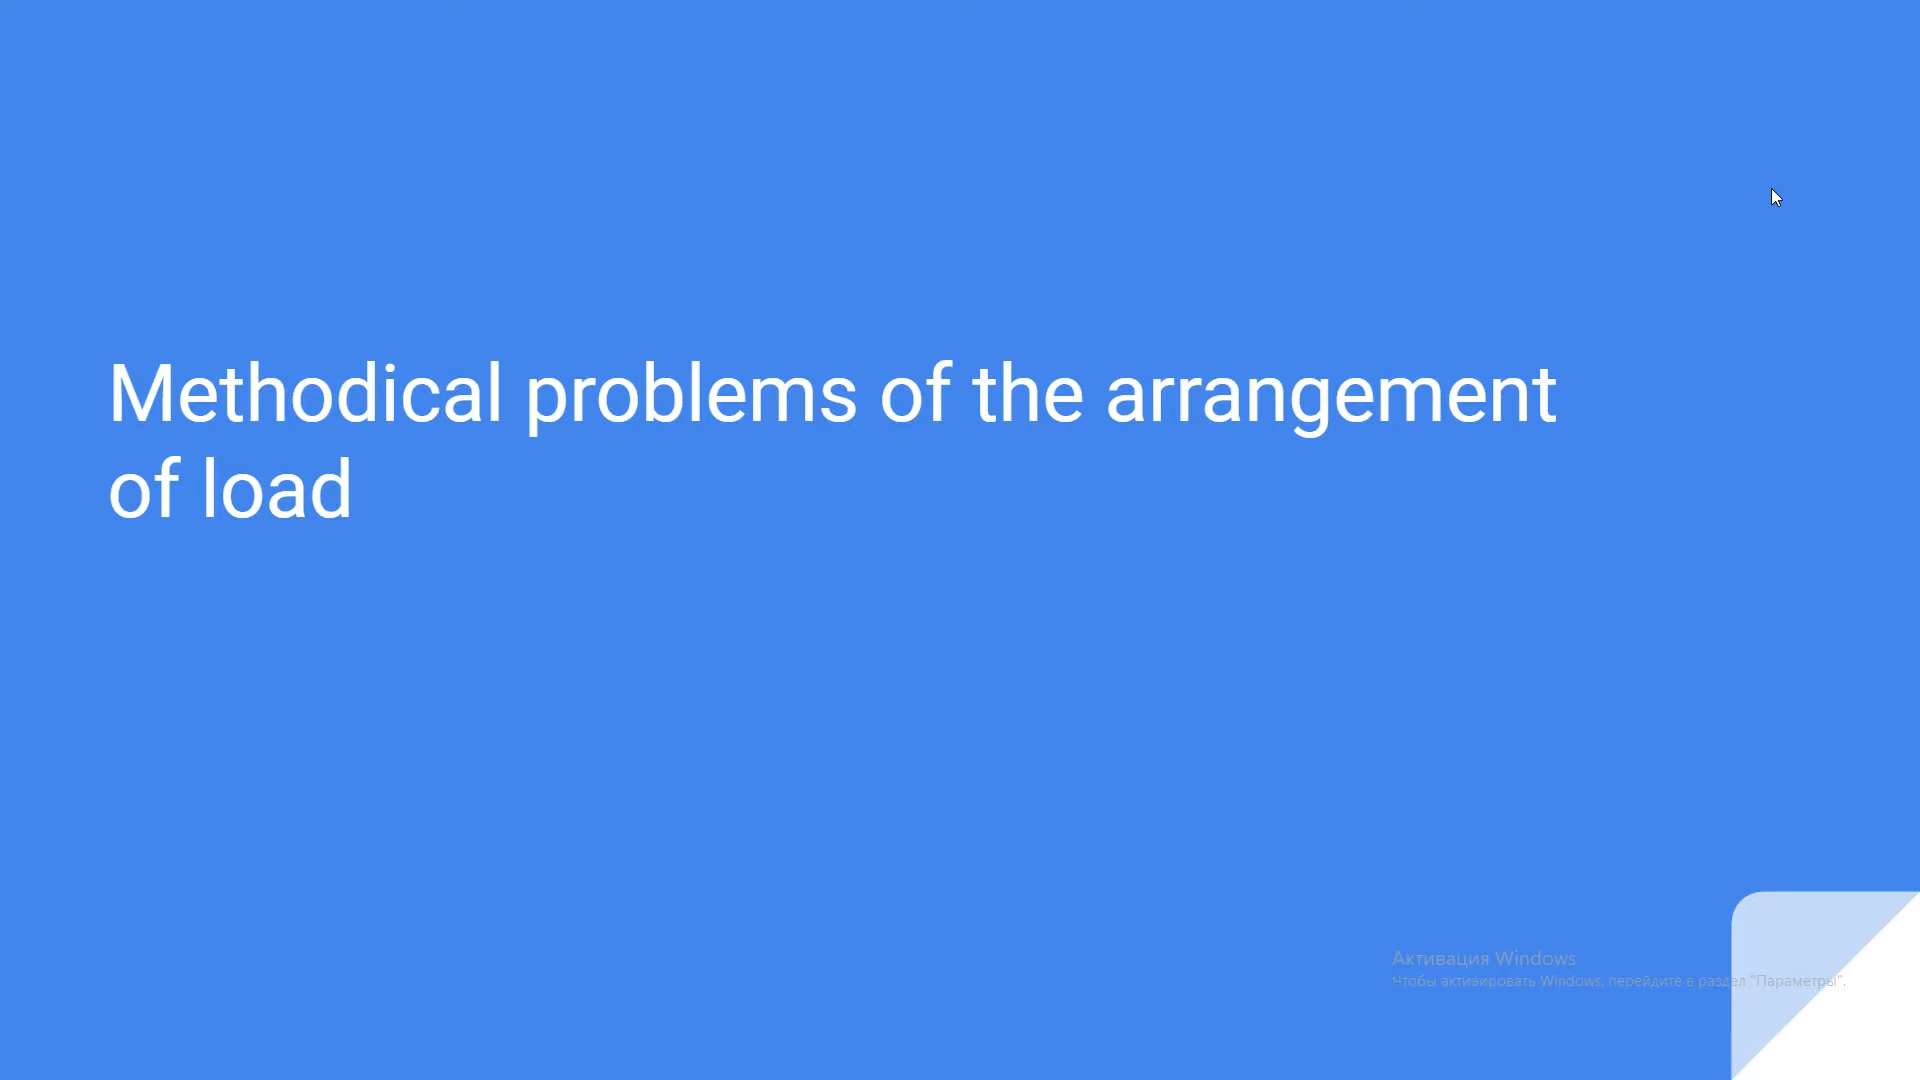 Methodical problems of the arrangement
of load
Активация Windows
Чтобы активировать Windows, перейдите в раздел "Параметры".